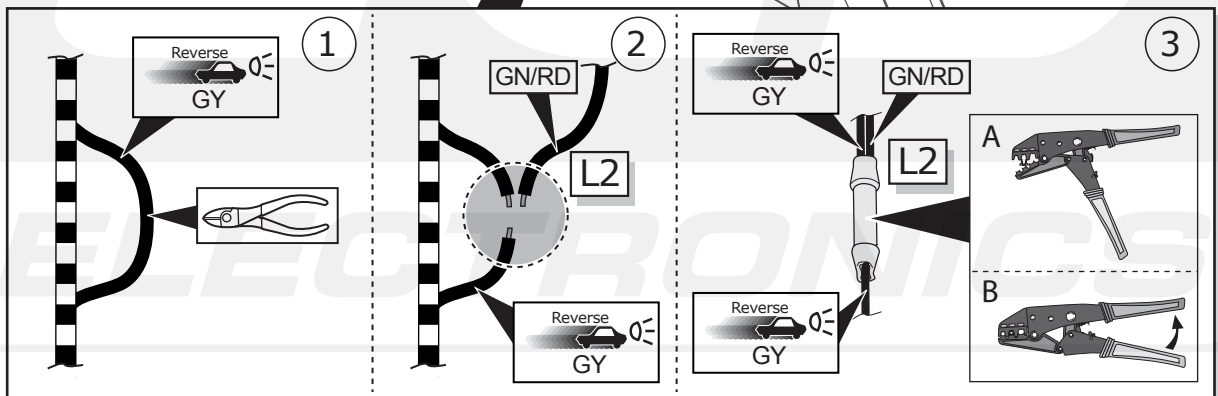 1
Reverse
GY
2
GN/RD
L2
Reverse
GY
3
Reverse
GY
GN/RD
L2
Reverse
GY
A
B
ELECTRONICS